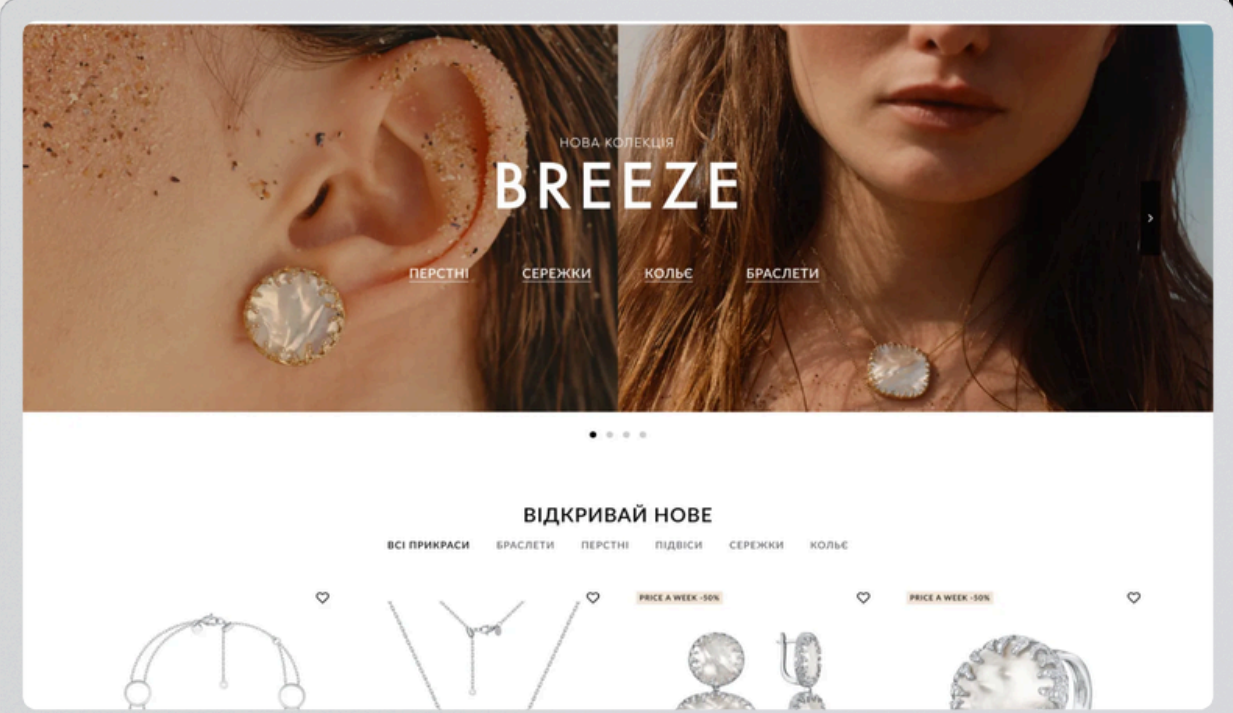 НОВА КОЛЕКЦІЯ
BREEZE
ПЕРСТНІ СЕРЕЖКИ КОЛЬЄ БРАСЛЕТИ
ВІДКРИВАЙ НОВЕ
ВСІ ПРИКРАСИ БРАСЛЕТИ ПЕРСТНІ ПІДВІСИ СЕРЕЖКИ КОЛЬЄ
PRICE A WEEK -50% PRICE A WEEK -50%